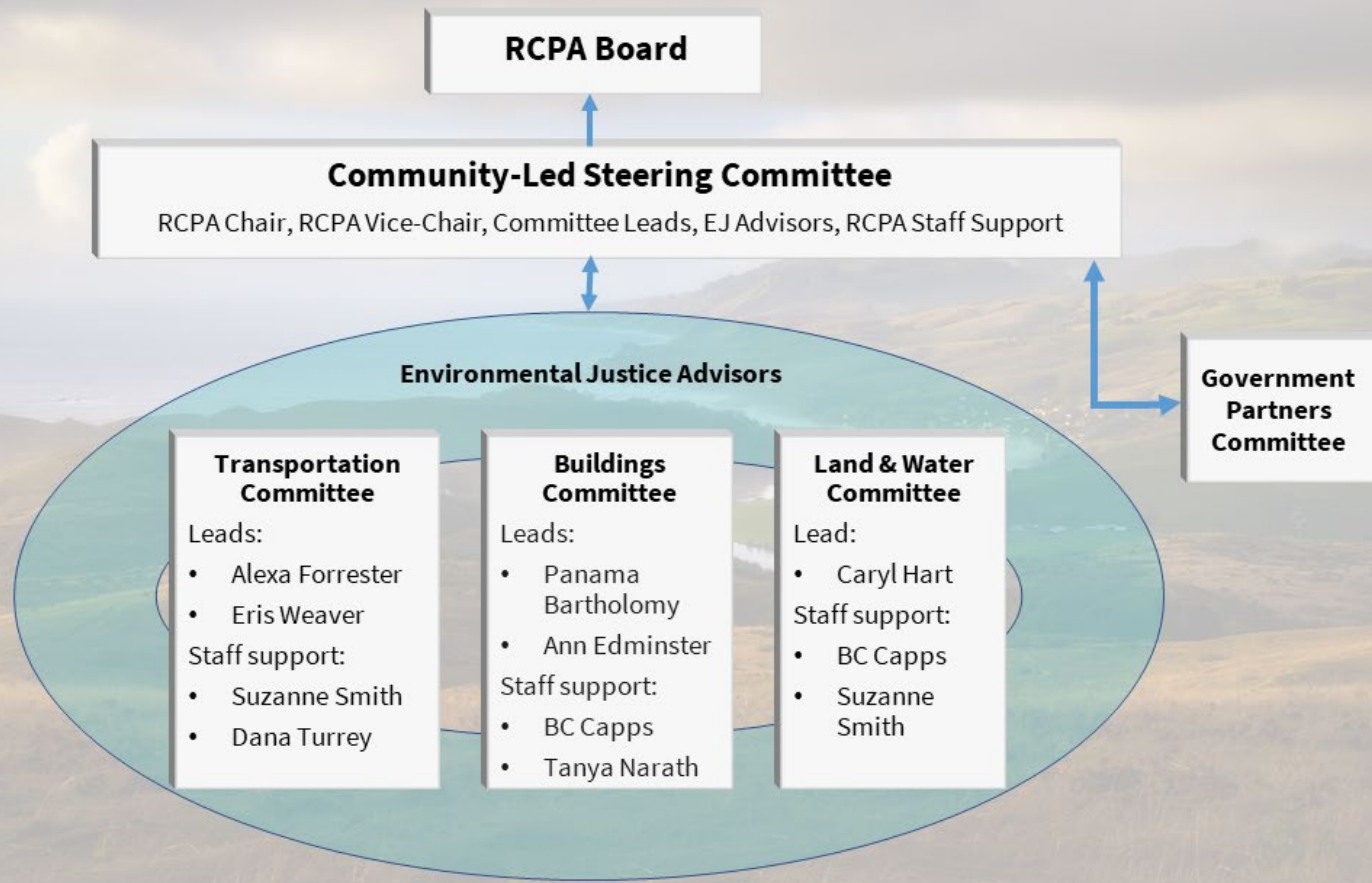 RCPA Board
Community-Led Steering Committee
RCPA Chair, RCPA Vice-Chair, Committee Leads, EJ Advisors, RCPA Staff Support
Environmental Justice Advisors
Government
Partners
Committee
Transportation
Committee
Leads:
• Alexa Forrester
• Eris Weaver
Staff support:
• Suzanne Smith
• Dana Turrey
Buildings
Committee
Leads:
• Panama
Bartholomy
• Ann Edminster
Staff support:
• BC Capps
• Tanya Narath
Land & Water
Committee
Lead:
• Caryl Hart
Staff support:
• BC Capps
• Suzanne
Smith